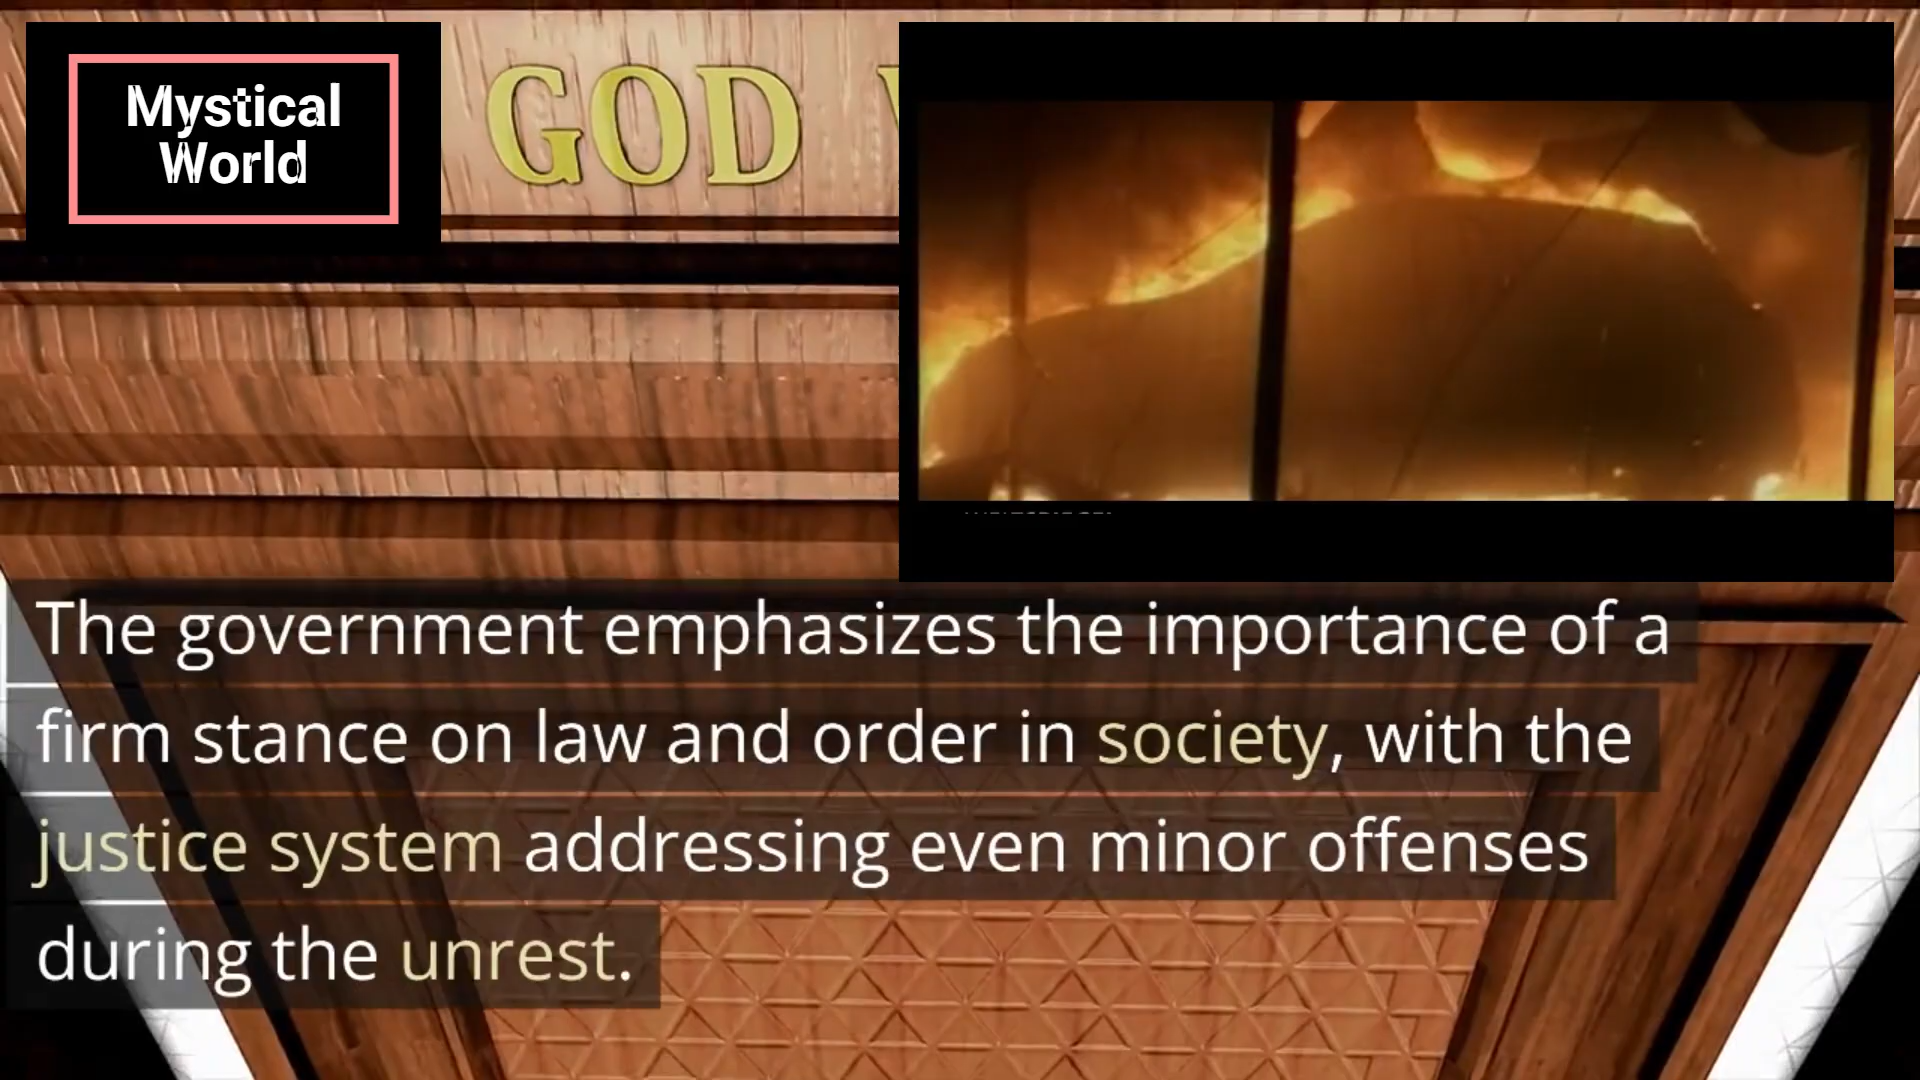 Mystical
World
GOD
The government emphasizes the importance of a
firm stance on law and order in society, with the
justice system addressing even minor offenses
during the unrest.